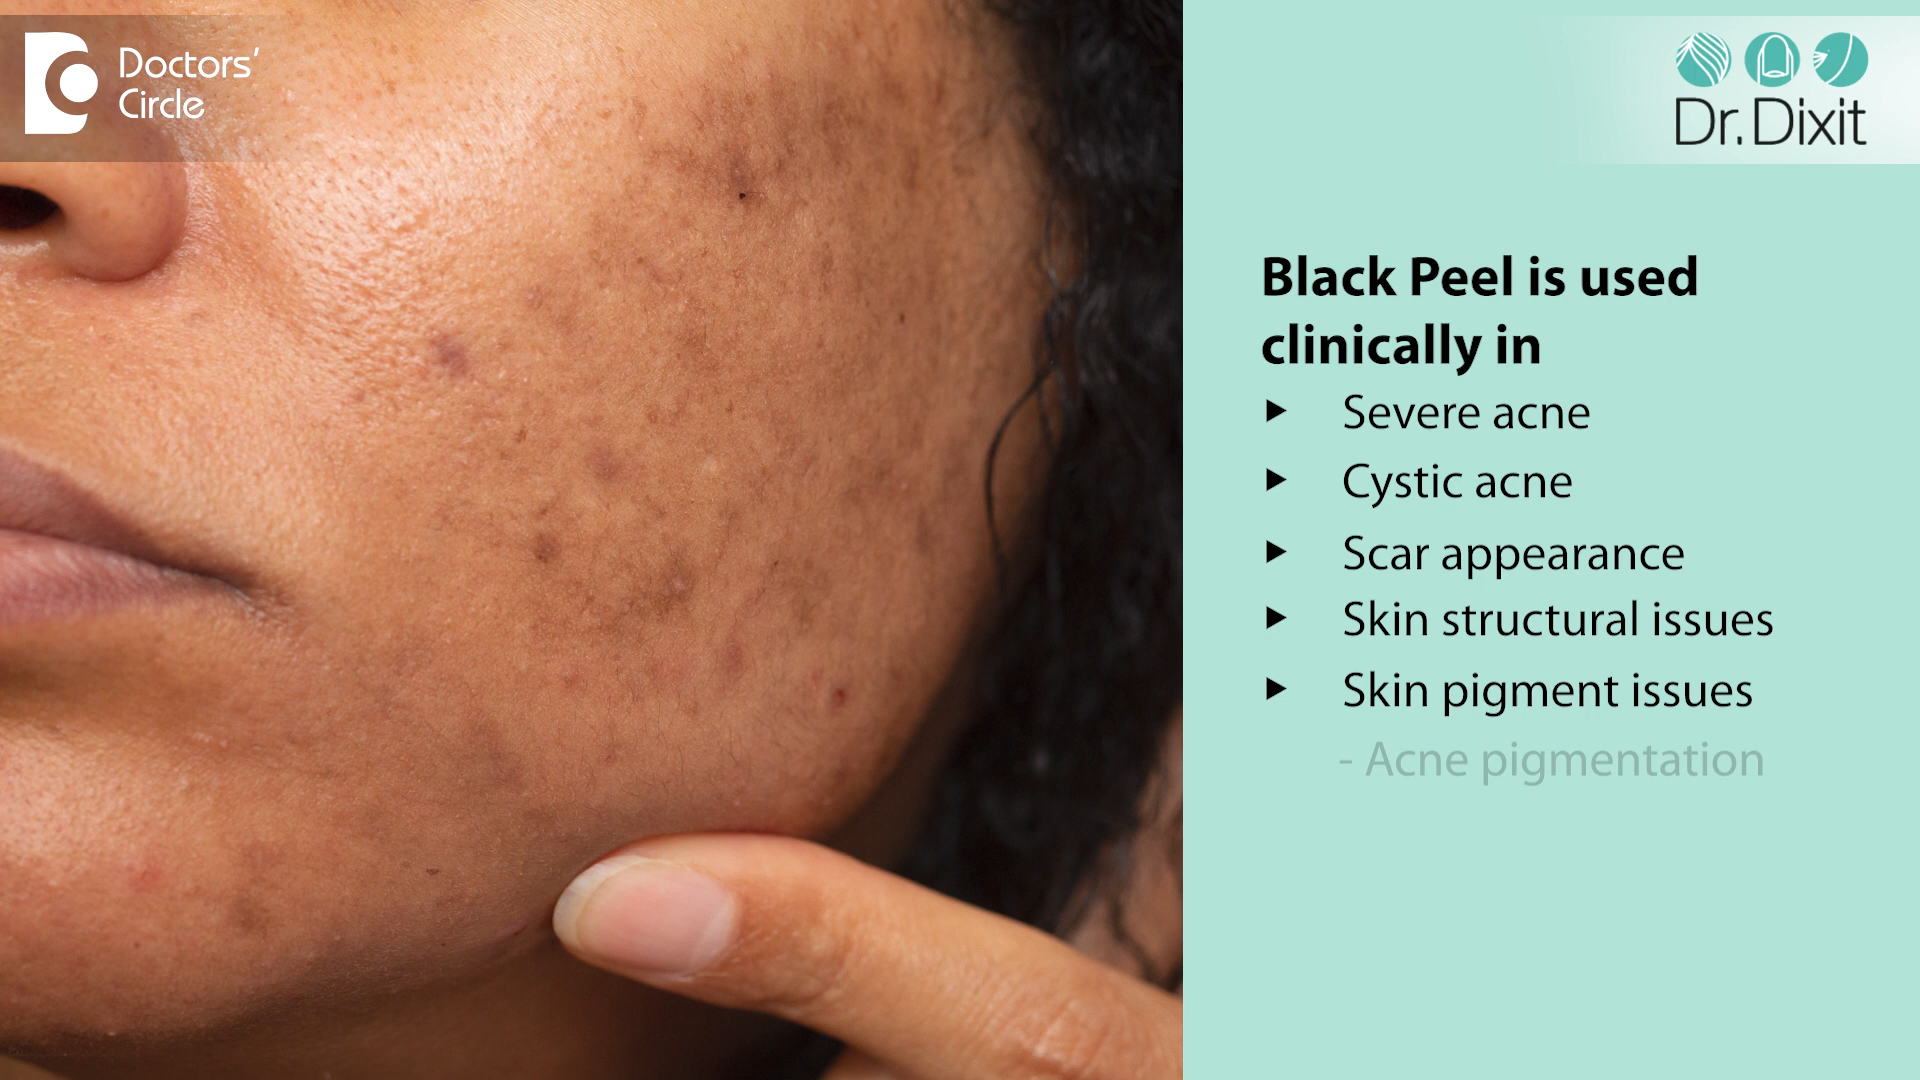 Doctors'
Circle
Dr. Dixit
Black Peel is used
clinically in
Severe acne
Cystic acne
Scar appearance
Skin structural issues
Skin pigment issues
- Acne pigmentation